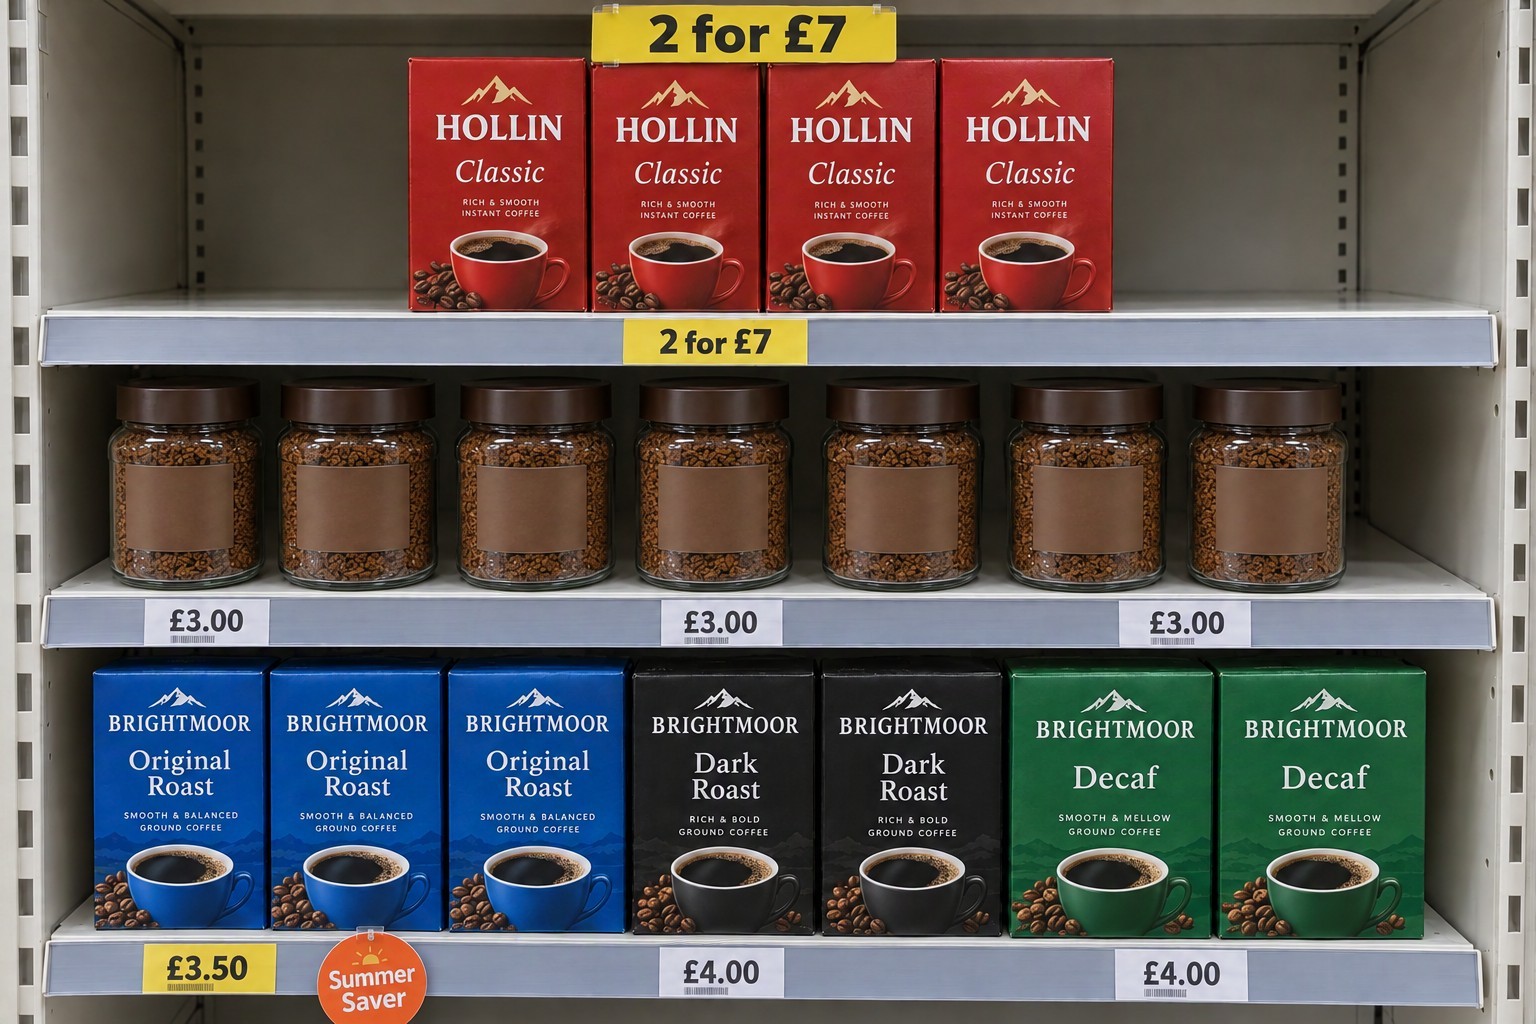 2 for £7
HOLLIN
Classic
RICH & SMOOTH
INSTANT COFFEE
HOLLIN
Classic
RICH & SMOOTH
INSTANT COFFEE
HOLLIN
Classic
RICH & SMOOTH
INSTANT COFFEE
HOLLIN
Classic
RICH & SMOOTH
INSTANT COFFEE
2 for £7
£3.00
£3.00
£3.00
BRIGHTMOOR
Original
Roast
SMOOTH & BALANCED
GROUND COFFEE
BRIGHTMOOR
Original
Roast
SMOOTH & BALANCED
GROUND COFFEE
BRIGHTMOOR
Original
Roast
SMOOTH & BALANCED
GROUND COFFEE
BRIGHTMOOR
Dark
Roast
RICH & BOLD
GROUND COFFEE
BRIGHTMOOR
Dark
Roast
RICH & BOLD
GROUND COFFEE
BRIGHTMOOR
Decaf
SMOOTH & MELLOW
GROUND COFFEE
BRIGHTMOOR
Decaf
SMOOTH & MELLOW
GROUND COFFEE
£3.50
Summer
Saver
£4.00
£4.00